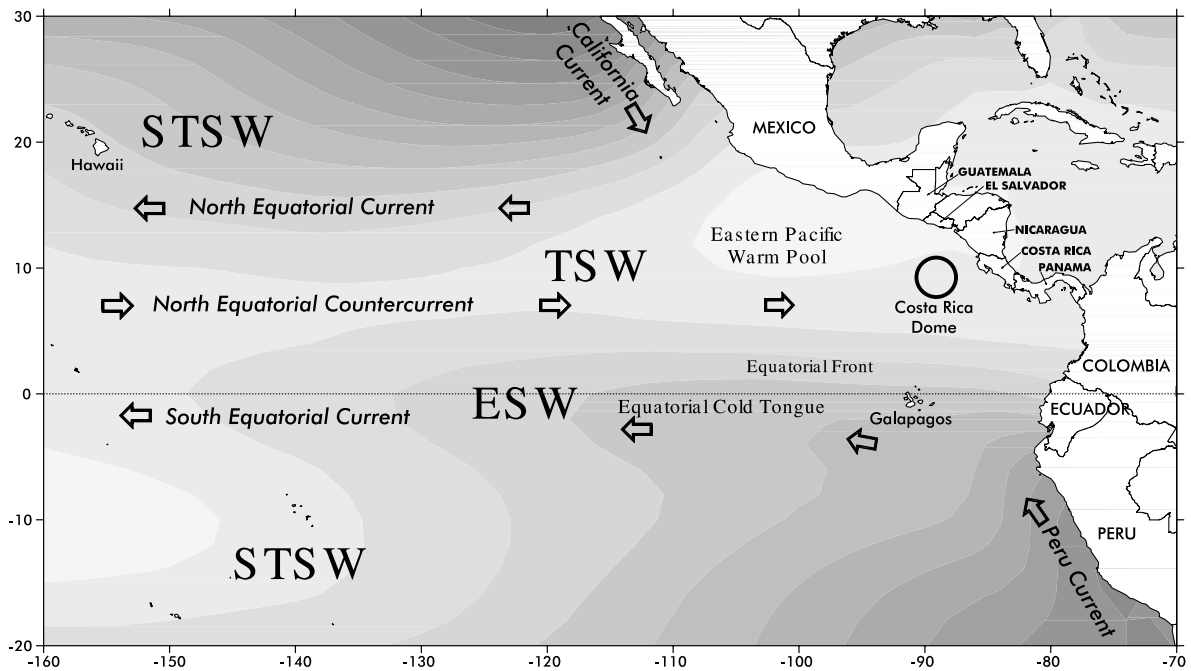 30
20
10
0
-10
-20
-160
-150
-140
-130
-120
-110
-100
-90
-80
-70
California
Current
MEXICO
STSW
Hawaii
GUATEMALA
EL SALVADOR
North Equatorial Current
NICARAGUA
Eastern Pacific
Warm Pool
COSTA RICA
PANAMA
TSW
North Equatorial Countercurrent
Costa Rica
Dome
Equatorial Front
COLOMBIA
ESW
Equatorial Cold Tongue
South Equatorial Current
Galapagos
ECUADOR
PERU
STSW
Peru Current